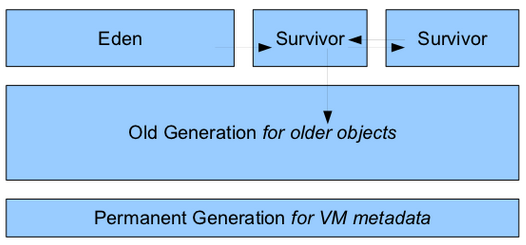 Eden
Survivor
Survivor
Old Generation for older objects
Permanent Generation for VM metadata